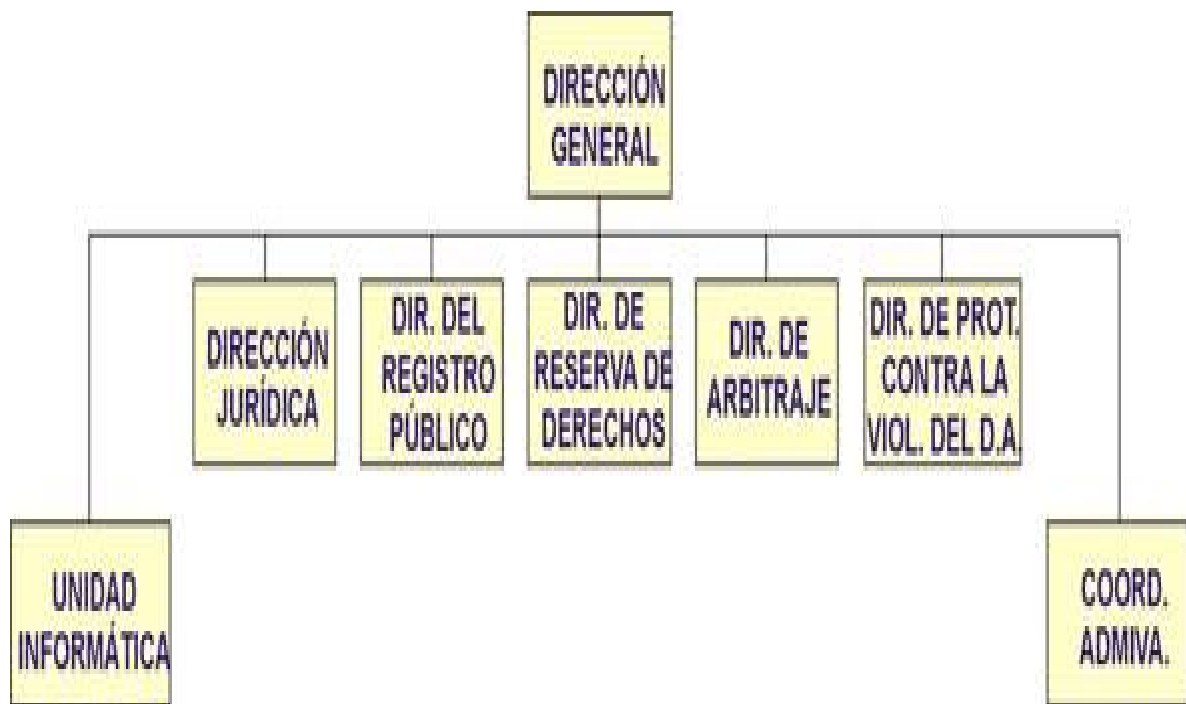 DIRECCIÓN
GENERAL
DIRECCIÓN
JURÍDICA
DIR. DEL
REGISTRO
PÚBLICO
DIR. DE
RESERVA DE
DERECHOS
DIR. DE
ARBITRAJE
DIR. DE PROT.
CONTRA LA
VIOL. DEL D.A.
UNIDAD
INFORMÁTICA
COORD.
ADMIVA.